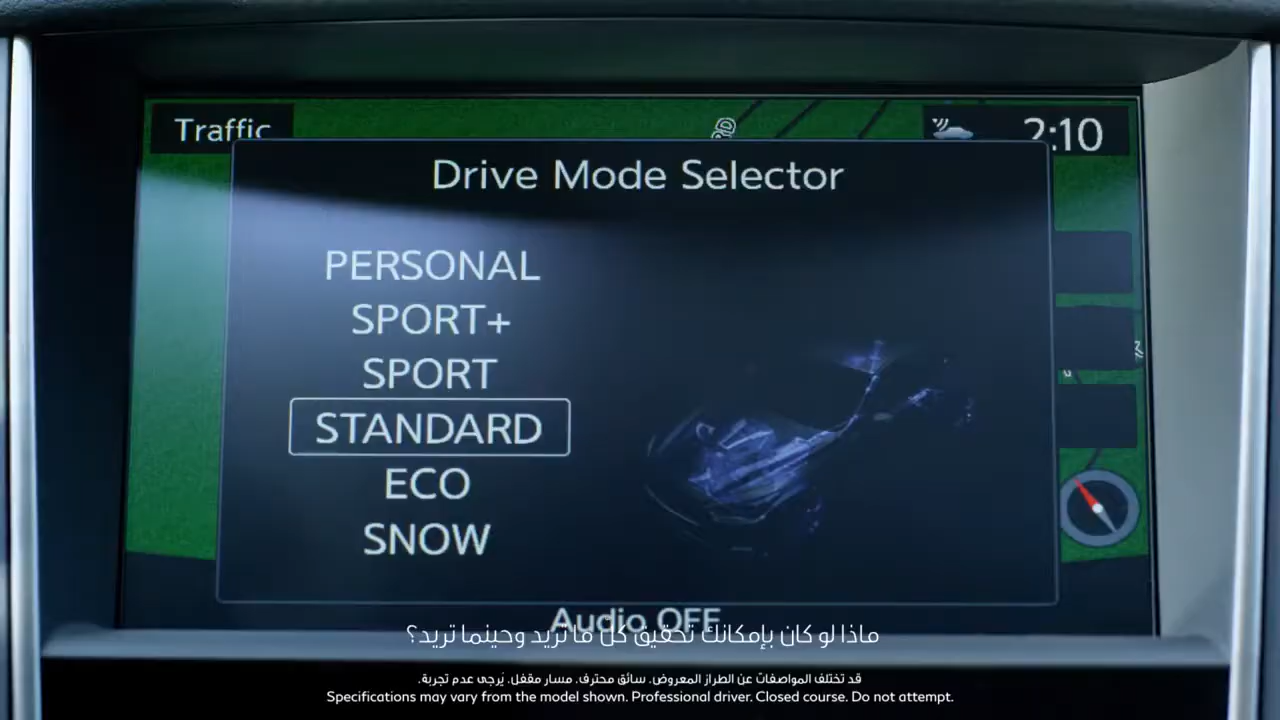 Traffic
2:10
Drive Mode Selector
PERSONAL
SPORT+
SPORT
STANDARD
ECO
SNOW
Audio OFF
ماذا لو كان بإمكانك تحقيق كل ما تريد وحينما تريد؟
قد تختلف المواصفات عن الطراز المعروض. سائق محترف. مسار مقفل. يُرجى عدم تجربة.
Specifications may vary from the model shown. Professional driver. Closed course. Do not attempt.